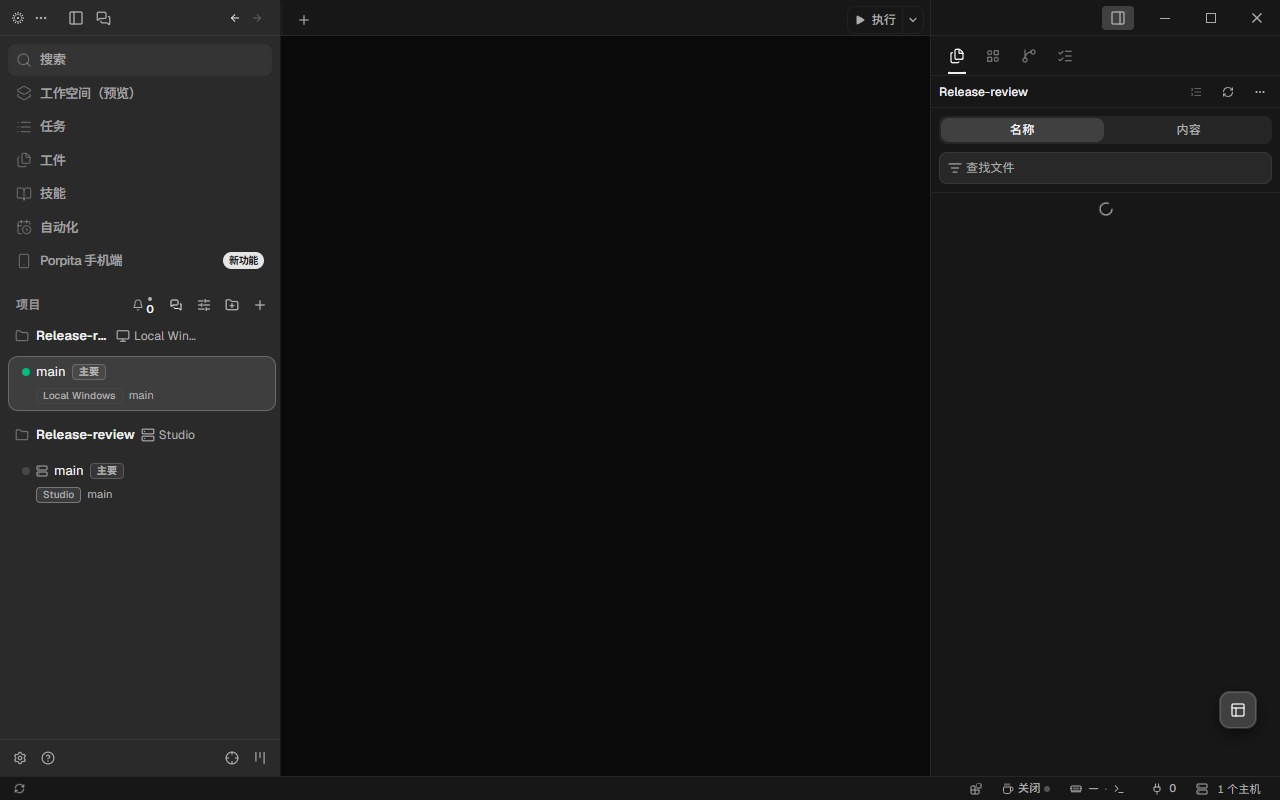 执行
搜索
工作空间（预览）
任务
工件
技能
自动化
Porpita 手机端 新功能
项目 0
Release-r... Local Win...
main 主要
Local Windows main
Release-review Studio
main 主要
Studio main
Release-review
名称 内容
查找文件
关闭 0 1 个主机